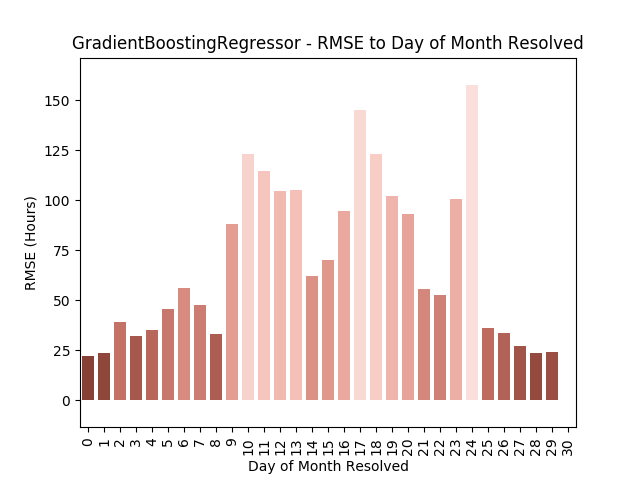 GradientBoostingRegressor - RMSE to Day of Month Resolved
150
125
100
75
50
25
0
RMSE (Hours)
0 1 2 3 4 5 6 7 8 9 10 11 12 13 14 15 16 17 18 19 20 21 22 23 24 25 26 27 28 29 30
Day of Month Resolved